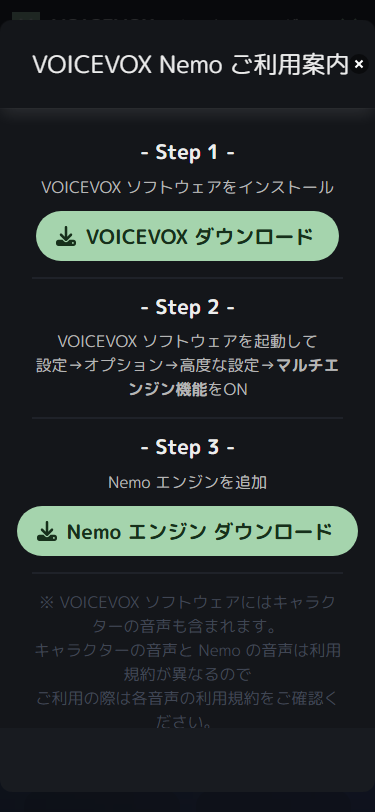 VOICEVOX Nemo ご利用案内
- Step 1 -
VOICEVOX ソフトウェアをインストール
VOICEVOX ダウンロード
- Step 2 -
VOICEVOX ソフトウェアを起動して
設定→オプション→高度な設定→マルチエ
ンジン機能をON
- Step 3 -
Nemo エンジンを追加
Nemo エンジン ダウンロード
※ VOICEVOX ソフトウェアにはキャラク
ターの音声も含まれます。
キャラクターの音声と Nemo の音声は利用
規約が異なるので
ご利用の際は各音声の利用規約をご確認く
ださい。